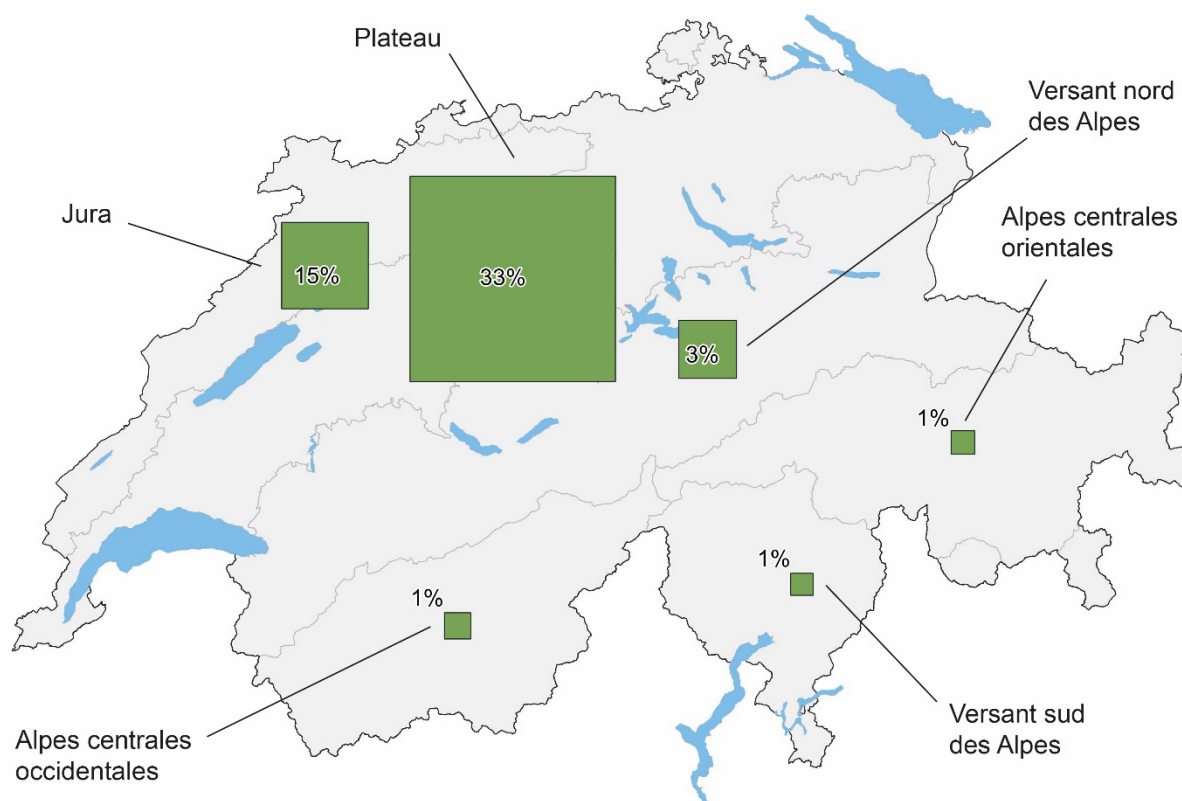 Plateau
Versant nord
des Alpes
Jura
Alpes centrales
orientales
15%
33%
3%
1%
1%
1%
Versant sud
des Alpes
Alpes centrales
occidentales